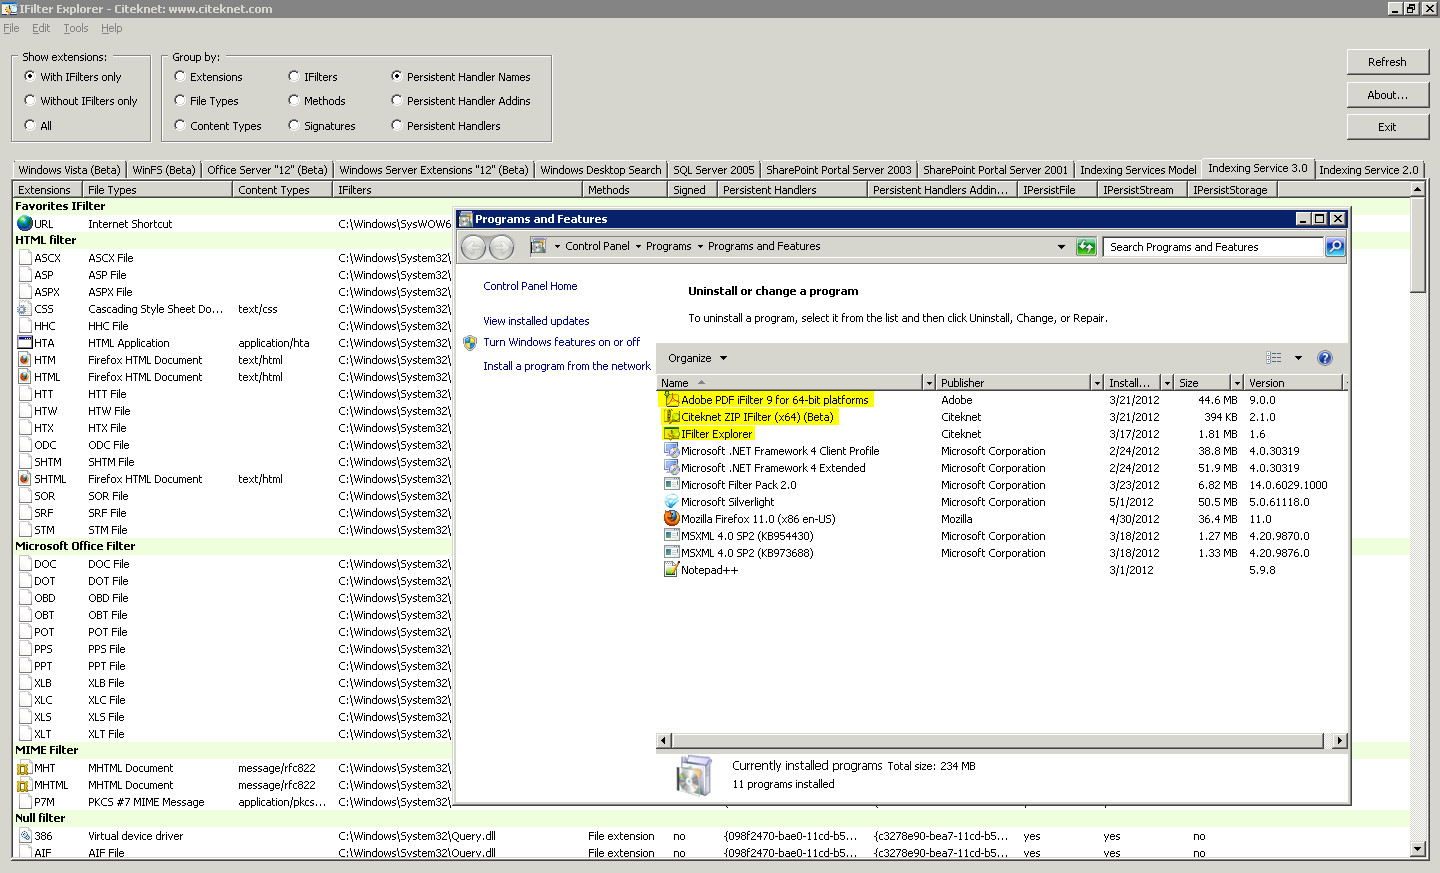 IFilter Explorer - Citeknet: www.citeknet.com
File Edit Tools Help
Show extensions:
With IFilters only
Without IFilters only
All
Group by:
Extensions IFilters Persistent Handler Names
File Types Methods Persistent Handler Addins
Content Types Signatures Persistent Handlers
Refresh
About...
Exit
Windows Vista (Beta) WinFS (Beta) Office Server "12" (Beta) Windows Server Extensions "12" (Beta) Windows Desktop Search SQL Server 2005 SharePoint Portal Server 2003 SharePoint Portal Server 2001 Indexing Services Model Indexing Service 3.0 Indexing Service 2.0
Extensions File Types Content Types IFilters Methods Signed Persistent Handlers Persistent Handlers Addin... IPersistFile IPersistStream IPersistStorage
Favorites IFilter
URL Internet Shortcut C:\Windows\SysWOW6
HTML filter
ASCX ASCX File C:\Windows\System32\
ASP ASP File C:\Windows\System32\
ASPX ASPX File C:\Windows\System32\
CSS Cascading Style Sheet Do... text/css C:\Windows\System32\
HHC HHC File C:\Windows\System32\
HTA HTML Application application/hta C:\Windows\System32\
HTM Firefox HTML Document text/html C:\Windows\System32\
HTML Firefox HTML Document text/html C:\Windows\System32\
HTT HTT File C:\Windows\System32\
HTW HTW File C:\Windows\System32\
HTX HTX File C:\Windows\System32\
ODC ODC File C:\Windows\System32\
SHTM SHTM File C:\Windows\System32\
SHTML Firefox HTML Document text/html C:\Windows\System32\
SOR SOR File C:\Windows\System32\
SRF SRF File C:\Windows\System32\
STM STM File C:\Windows\System32\
Microsoft Office Filter
DOC DOC File C:\Windows\System32\
DOT DOT File C:\Windows\System32\
OBD OBD File C:\Windows\System32\
OBT OBT File C:\Windows\System32\
POT POT File C:\Windows\System32\
PPS PPS File C:\Windows\System32\
PPT PPT File C:\Windows\System32\
XLB XLB File C:\Windows\System32\
XLC XLC File C:\Windows\System32\
XLS XLS File C:\Windows\System32\
XLT XLT File C:\Windows\System32\
MIME Filter
MHT MHTML Document message/rfc822 C:\Windows\System32\
MHTML MHTML Document message/rfc822 C:\Windows\System32\
P7M PKCS #7 MIME Message application/pkcs... C:\Windows\System32\
Null filter
386 Virtual device driver C:\Windows\System32\Query.dll File extension no {098f2470-bae0-11cd-b5... {c3278e90-bea7-11cd-b5... yes yes no
AIF AIF File C:\Windows\System32\Query.dll File extension no {098f2470-bae0-11cd-b5... {c3278e90-bea7-11cd-b5... yes yes no
Programs and Features
Control Panel Programs Programs and Features
Search Programs and Features
Control Panel Home
View installed updates
Turn Windows features on or off
Install a program from the network
Uninstall or change a program
To uninstall a program, select it from the list and then click Uninstall, Change, or Repair.
Organize
Name Publisher Install... Size Version
Adobe PDF iFilter 9 for 64-bit platforms Adobe 3/21/2012 44.6 MB 9.0.0
Citeknet ZIP IFilter (x64) (Beta) Citeknet 3/21/2012 394 KB 2.1.0
IFilter Explorer Citeknet 3/17/2012 1.81 MB 1.6
Microsoft .NET Framework 4 Client Profile Microsoft Corporation 2/24/2012 38.8 MB 4.0.30319
Microsoft .NET Framework 4 Extended Microsoft Corporation 2/24/2012 51.9 MB 4.0.30319
Microsoft Filter Pack 2.0 Microsoft Corporation 3/23/2012 6.82 MB 14.0.6029.1000
Microsoft Silverlight Microsoft Corporation 5/1/2012 50.5 MB 5.0.61118.0
Mozilla Firefox 11.0 (x86 en-US) Mozilla 4/30/2012 36.4 MB 11.0
MSXML 4.0 SP2 (KB954430) Microsoft Corporation 3/18/2012 1.27 MB 4.20.9870.0
MSXML 4.0 SP2 (KB973688) Microsoft Corporation 3/18/2012 1.33 MB 4.20.9876.0
Notepad++ 3/1/2012 5.9.8
Currently installed programs Total size: 234 MB
11 programs installed